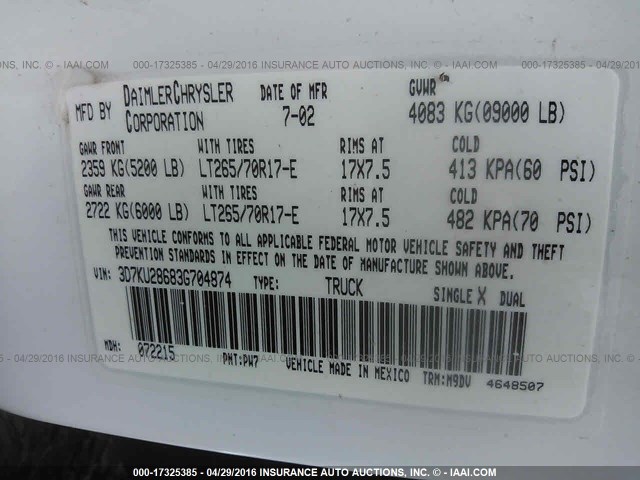 000-17325385 - 04/29/2016 INSURANCE AUTO AUCTIONS, INC. - © IAAI.COM
MFD BY DAIMLERCHRYSLER CORPORATION DATE OF MFR 7-02 GVWR 4083 KG(09000 LB)
GAWR FRONT WITH TIRES RIMS AT COLD
2359 KG(5200 LB) LT265/70R17-E 17X7.5 413 KPA(60 PSI)
GAWR REAR WITH TIRES RIMS AT COLD
2722 KG(6000 LB) LT265/70R17-E 17X7.5 482 KPA(70 PSI)
THIS VEHICLE CONFORMS TO ALL APPLICABLE FEDERAL MOTOR VEHICLE SAFETY AND THEFT
PREVENTION STANDARDS IN EFFECT ON THE DATE OF MANUFACTURE SHOWN ABOVE.
VIN: 3D7KU28683G704874 TYPE: TRUCK SINGLE X DUAL
MDH: 072215 PNT:PW7 VEHICLE MADE IN MEXICO TRM:M9DV 4648507
000-17325385 - 04/29/2016 - INSURANCE AUTO AUCTIONS, INC. - © IAAI.COM